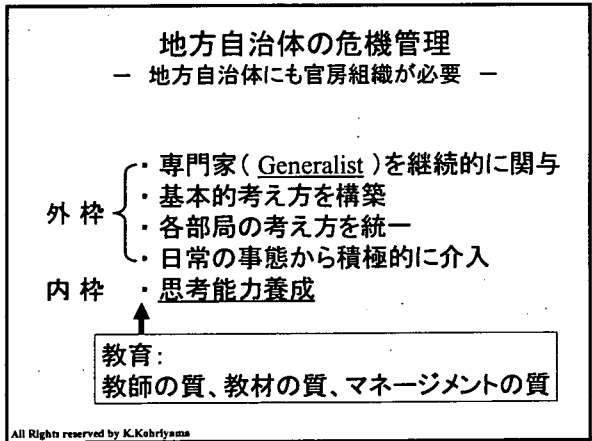 地方自治体の危機管理
－ 地方自治体にも官房組織が必要 －
・専門家( Generalist )を継続的に関与
・基本的考え方を構築
外 枠
・各部局の考え方を統一
・日常の事態から積極的に介入
内 枠 ・思考能力養成
教育:
教師の質、教材の質、マネージメントの質
All Rights reserved by K.Kohriyama